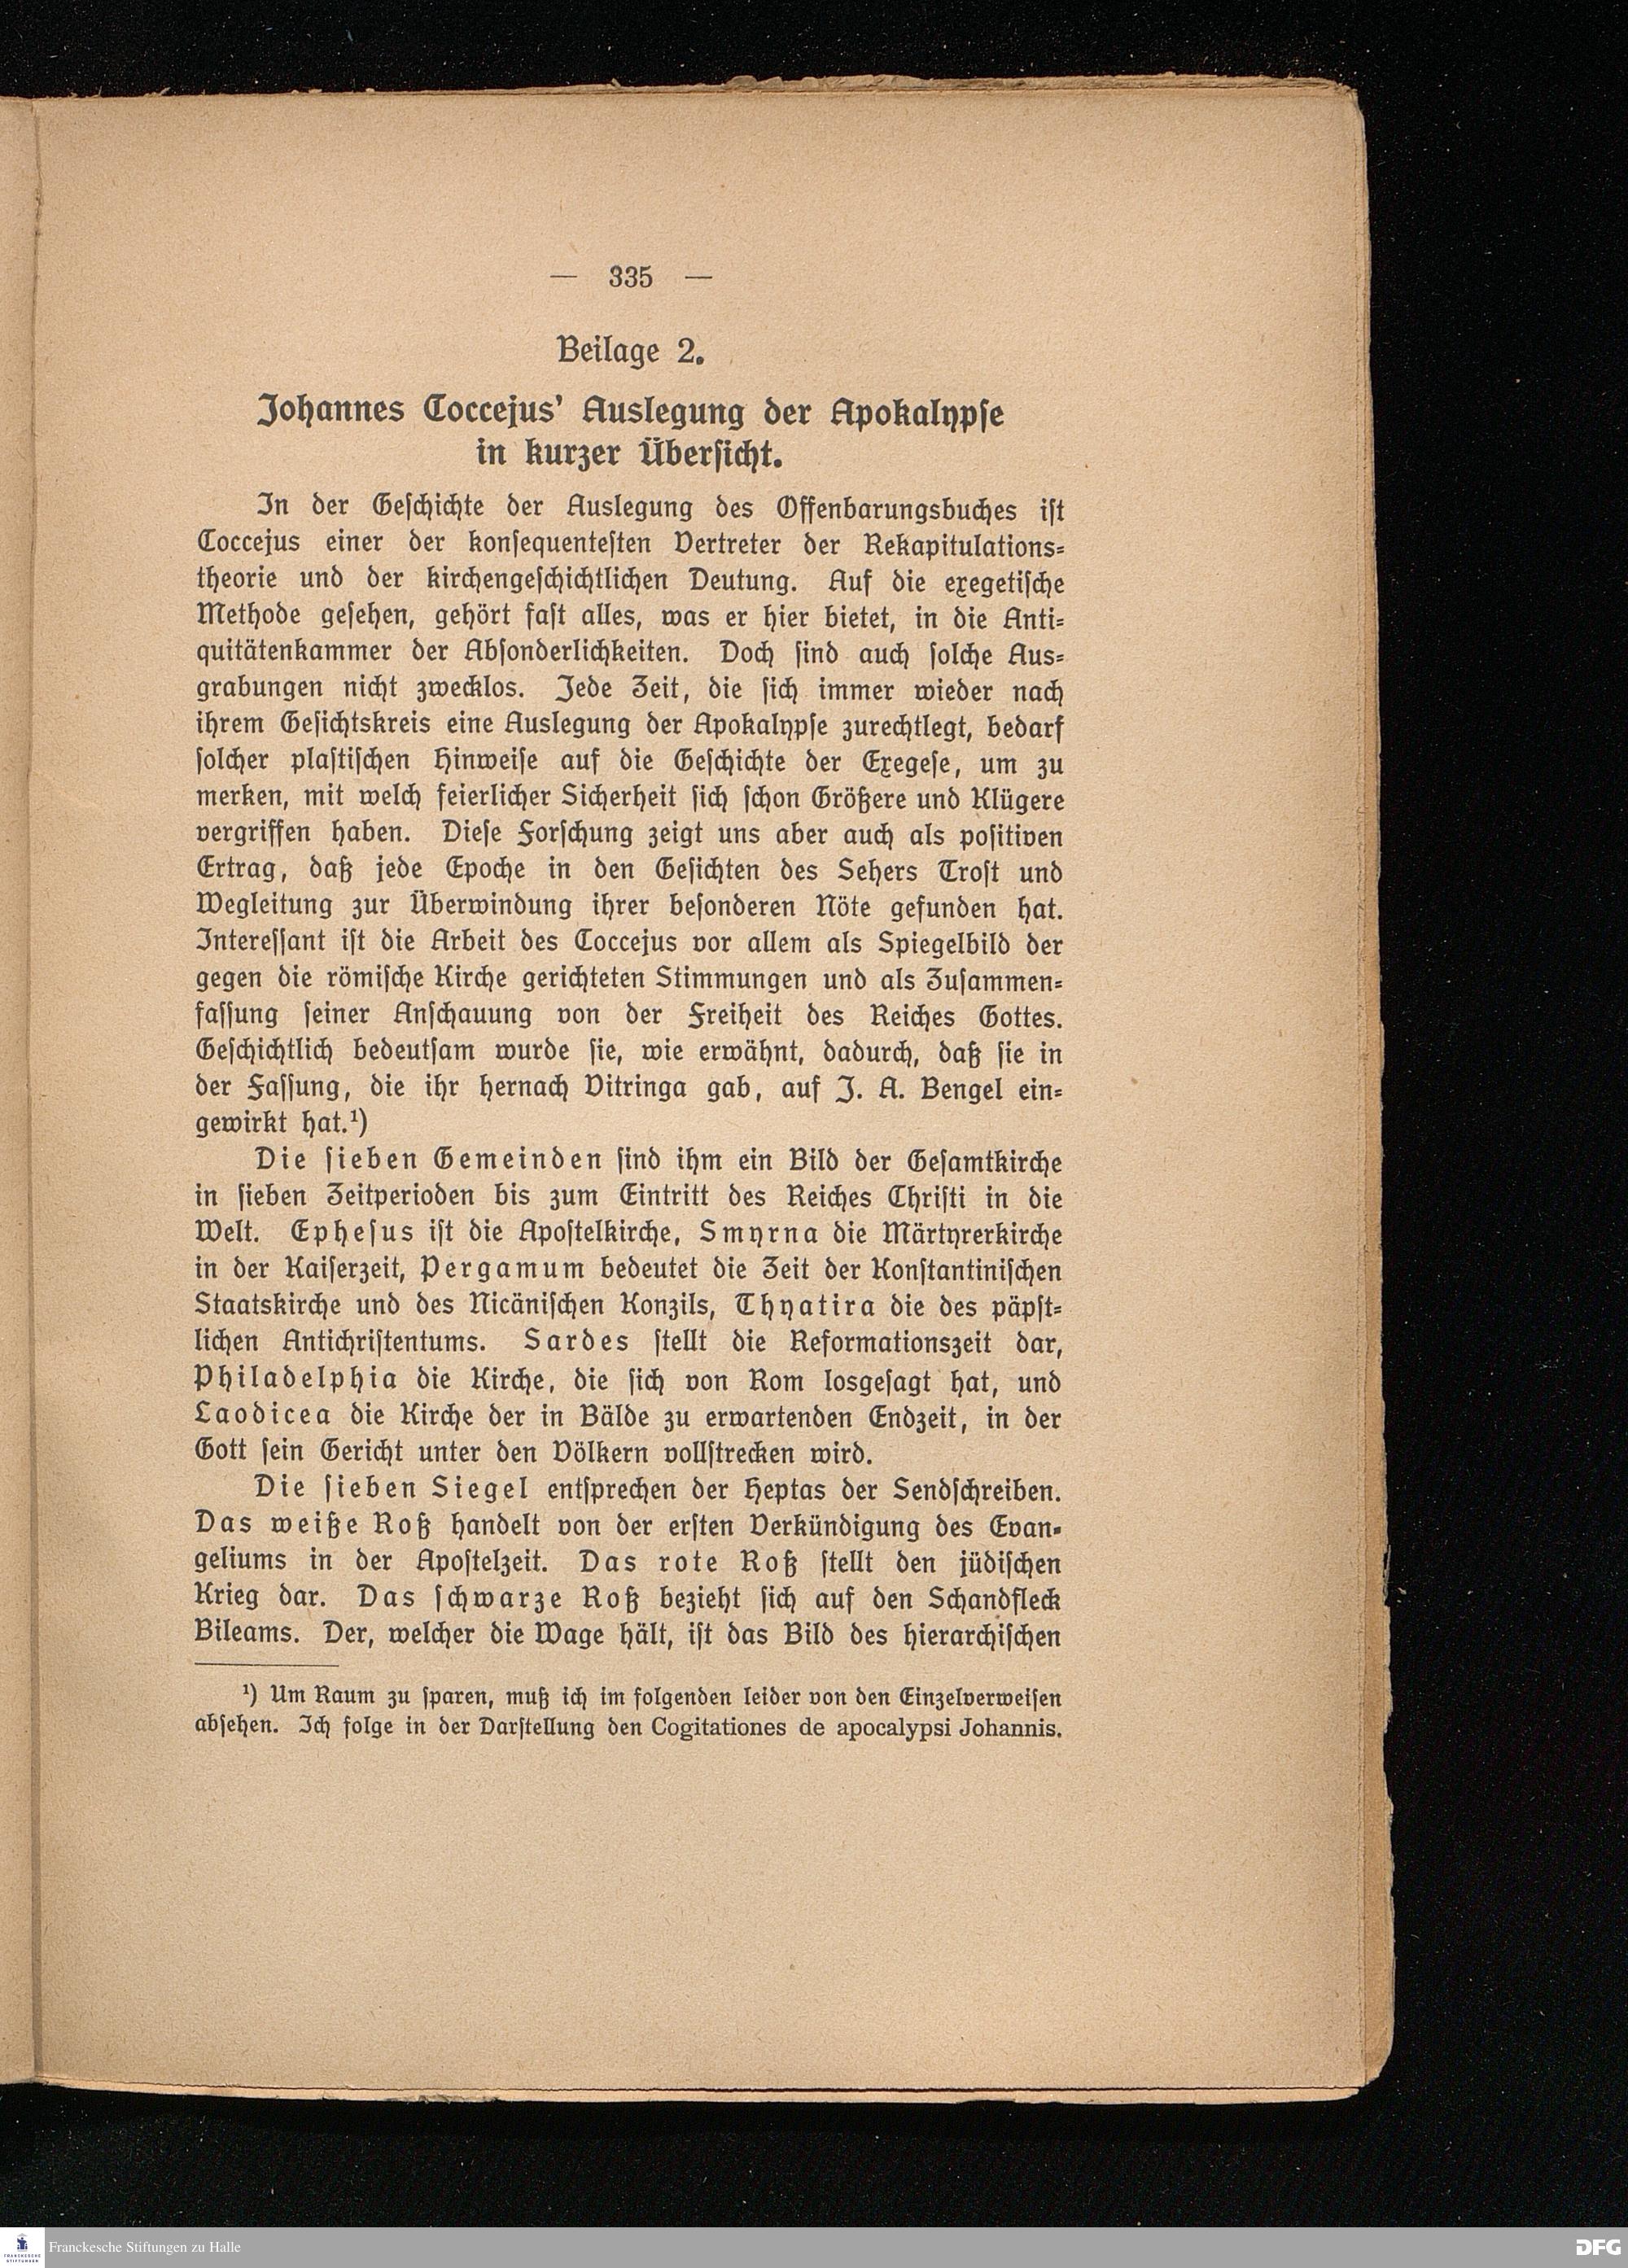 — 335 —
Beilage 2.
Johannes Coccejus’ Auslegung der Apokalypse
in kurzer Übersicht.
In der Geschichte der Auslegung des Offenbarungsbuches ist
Coccejus einer der konsequentesten Vertreter der Rekapitulations-
theorie und der kirchengeschichtlichen Deutung. Auf die exegetische
Methode gesehen, gehört fast alles, was er hier bietet, in die Anti-
quitätenkammer der Absonderlichkeiten. Doch sind auch solche Aus-
grabungen nicht zwecklos. Jede Zeit, die sich immer wieder nach
ihrem Gesichtskreis eine Auslegung der Apokalypse zurechtlegt, bedarf
solcher plastischen Hinweise auf die Geschichte der Exegese, um zu
merken, mit welch feierlicher Sicherheit sich schon Größere und Klügere
vergriffen haben. Diese Forschung zeigt uns aber auch als positiven
Ertrag, daß jede Epoche in den Gesichten des Sehers Trost und
Wegleitung zur Überwindung ihrer besonderen Nöte gefunden hat.
Interessant ist die Arbeit des Coccejus vor allem als Spiegelbild der
gegen die römische Kirche gerichteten Stimmungen und als Zusammen-
fassung seiner Anschauung von der Freiheit des Reiches Gottes.
Geschichtlich bedeutsam wurde sie, wie erwähnt, dadurch, daß sie in
der Fassung, die ihr hernach Vitringa gab, auf J. A. Bengel ein-
gewirkt hat.¹)
Die sieben Gemeinden sind ihm ein Bild der Gesamtkirche
in sieben Zeitperioden bis zum Eintritt des Reiches Christi in die
Welt. Ephesus ist die Apostelkirche, Smyrna die Märtyrerkirche
in der Kaiserzeit, Pergamum bedeutet die Zeit der Konstantinischen
Staatskirche und des Nicänischen Konzils, Thyatira die des päpst-
lichen Antichristentums. Sardes stellt die Reformationszeit dar,
Philadelphia die Kirche, die sich von Rom losgesagt hat, und
Laodicea die Kirche der in Bälde zu erwartenden Endzeit, in der
Gott sein Gericht unter den Völkern vollstrecken wird.
Die sieben Siegel entsprechen der Heptas der Sendschreiben.
Das weiße Roß handelt von der ersten Verkündigung des Evan-
geliums in der Apostelzeit. Das rote Roß stellt den jüdischen
Krieg dar. Das schwarze Roß bezieht sich auf den Schandfleck
Bileams. Der, welcher die Wage hält, ist das Bild des hierarchischen
¹) Um Raum zu sparen, muß ich im folgenden leider von den Einzelverweisen
absehen. Ich folge in der Darstellung den Cogitationes de apocalypsi Johannis.
FRANCKESCHE STIFTUNGEN
Franckesche Stiftungen zu Halle
DFG